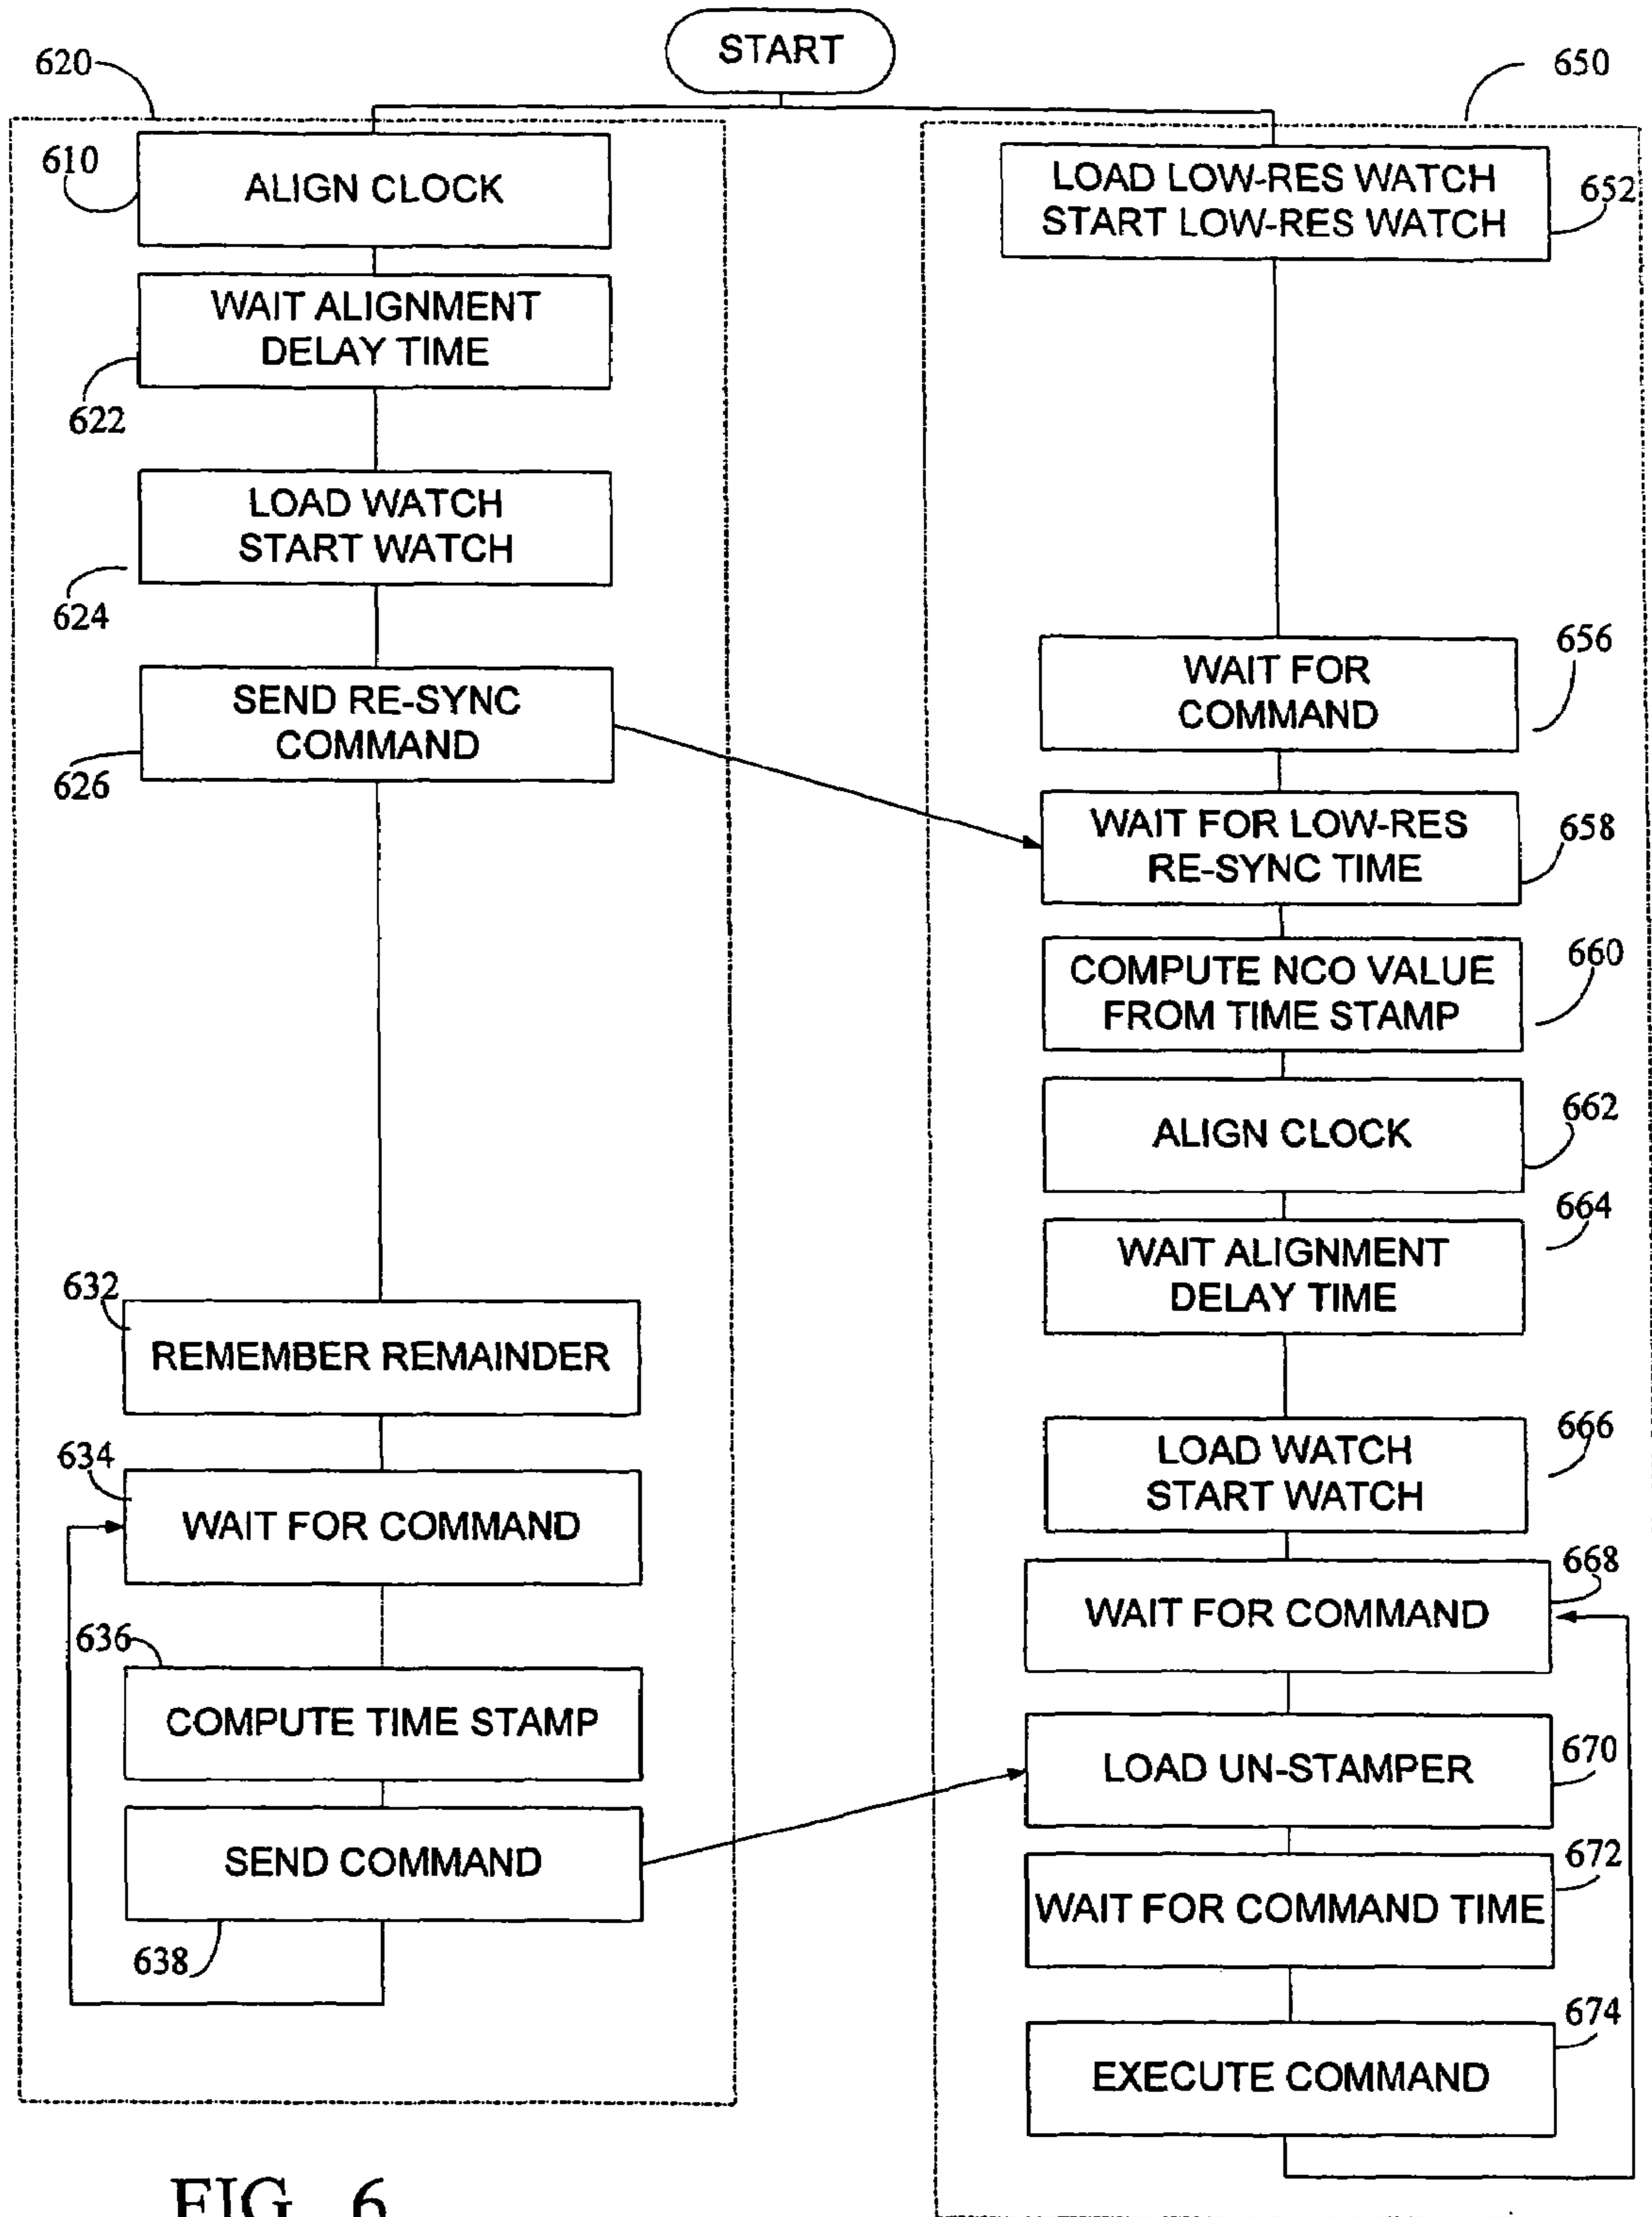 START
620
610
ALIGN CLOCK
WAIT ALIGNMENT
DELAY TIME
622
LOAD WATCH
START WATCH
624
SEND RE-SYNC
COMMAND
626
632
REMEMBER REMAINDER
634
WAIT FOR COMMAND
636
COMPUTE TIME STAMP
SEND COMMAND
638
650
LOAD LOW-RES WATCH
START LOW-RES WATCH
652
WAIT FOR
COMMAND
656
WAIT FOR LOW-RES
RE-SYNC TIME
658
COMPUTE NCO VALUE
FROM TIME STAMP
660
ALIGN CLOCK
662
WAIT ALIGNMENT
DELAY TIME
664
LOAD WATCH
START WATCH
666
WAIT FOR COMMAND
668
LOAD UN-STAMPER
670
WAIT FOR COMMAND TIME
672
EXECUTE COMMAND
674
FIG. 6